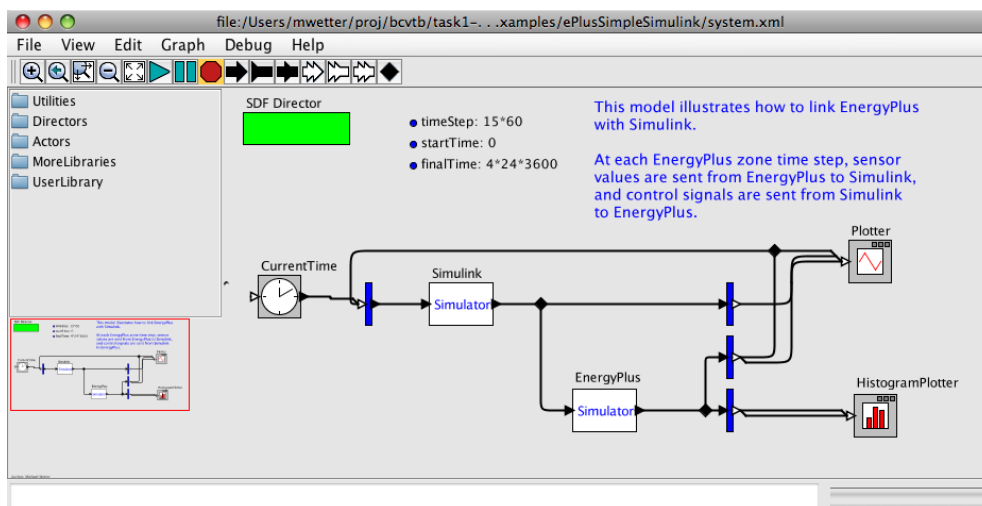 file:/Users/mwetter/proj/bcvtb/task1-. . .xamples/ePlusSimpleSimulink/system.xml
File View Edit Graph Debug Help
Utilities
Directors
Actors
MoreLibraries
UserLibrary
SDF Director
timeStep: 15*60
startTime: 0
finalTime: 4*24*3600
This model illustrates how to link EnergyPlus
with Simulink.
At each EnergyPlus zone time step, sensor
values are sent from EnergyPlus to Simulink,
and control signals are sent from Simulink
to EnergyPlus.
Plotter
CurrentTime
Simulink
Simulator
EnergyPlus
Simulator
HistogramPlotter